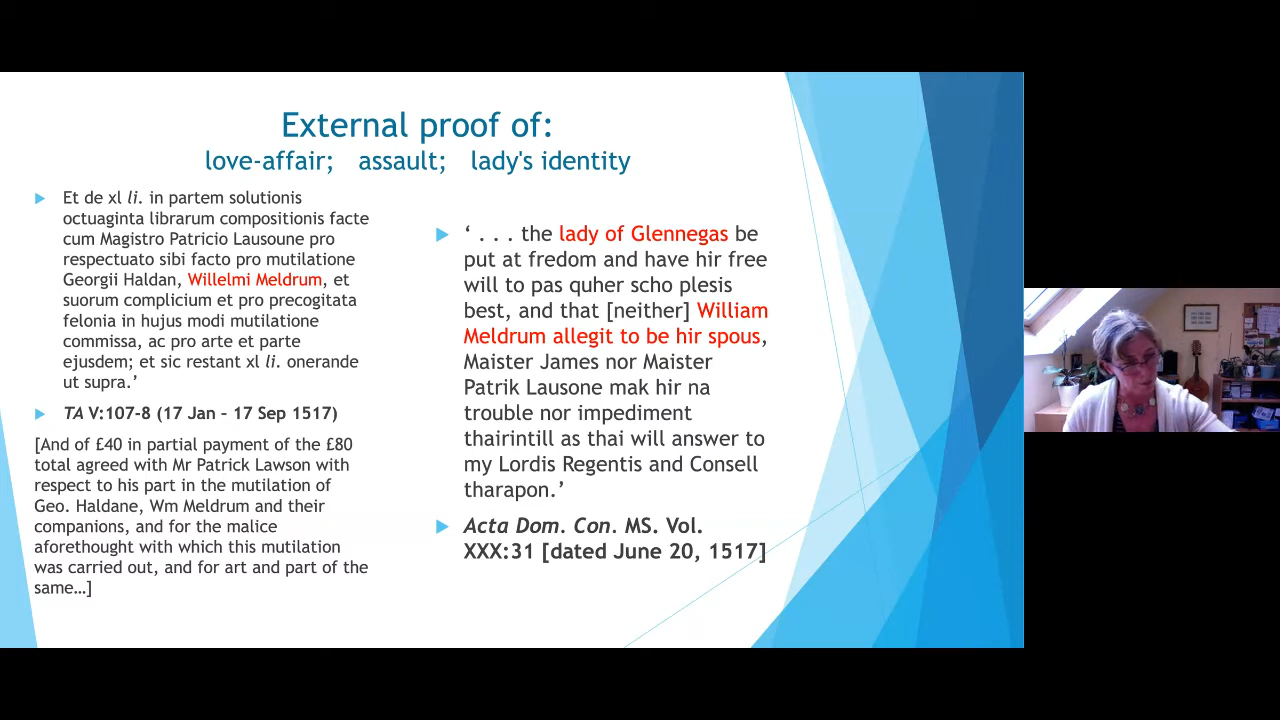 External proof of:
love-affair; assault; lady's identity
Et de xl li. in partem solutionis
octuaginta librarum compositionis facte
cum Magistro Patricio Lausoune pro
respectuato sibi facto pro mutilatione
Georgii Haldan, Willelmi Meldrum, et
suorum complicium et pro precogitata
felonia in hujus modi mutilatione
commissa, ac pro arte et parte
ejusdem; et sic restant xl li. onerande
ut supra.’
TA V:107-8 (17 Jan – 17 Sep 1517)
[And of £40 in partial payment of the £80
total agreed with Mr Patrick Lawson with
respect to his part in the mutilation of
Geo. Haldane, Wm Meldrum and their
companions, and for the malice
aforethought with which this mutilation
was carried out, and for art and part of the
same…]
‘ . . . the lady of Glennegas be
put at fredom and have hir free
will to pas quher scho plesis
best, and that [neither] William
Meldrum allegit to be hir spous,
Maister James nor Maister
Patrik Lausone mak hir na
trouble nor impediment
thairintill as thai will answer to
my Lordis Regentis and Consell
tharapon.’
Acta Dom. Con. MS. Vol.
XXX:31 [dated June 20, 1517]